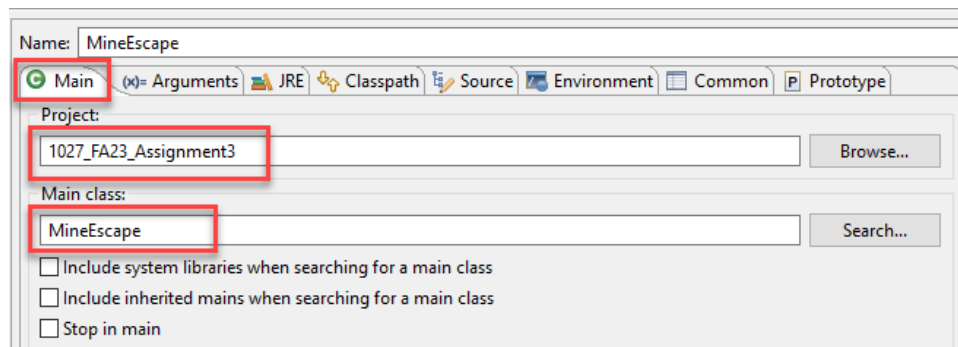 Name: MineEscape
Main (x)= Arguments JRE Classpath Source Environment Common P Prototype
Project:
1027_FA23_Assignment3 Browse...
Main class:
MineEscape Search...
Include system libraries when searching for a main class
Include inherited mains when searching for a main class
Stop in main